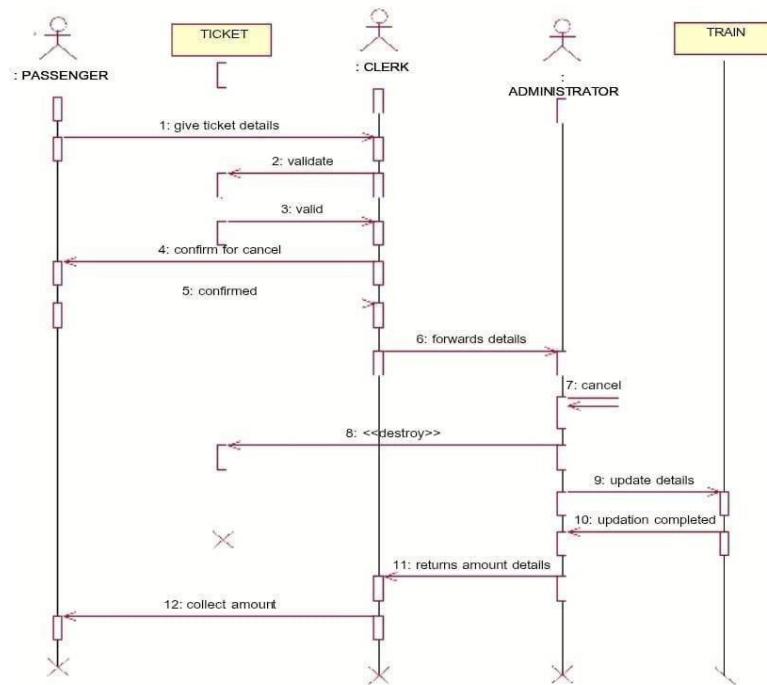 TICKET
TRAIN
: PASSENGER
: CLERK
:
ADMINISTRATOR
1: give ticket details
2: validate
3: valid
4: confirm for cancel
5: confirmed
6: forwards details
7: cancel
8: <<destroy>>
9: update details
10: updation completed
11: returns amount details
12: collect amount